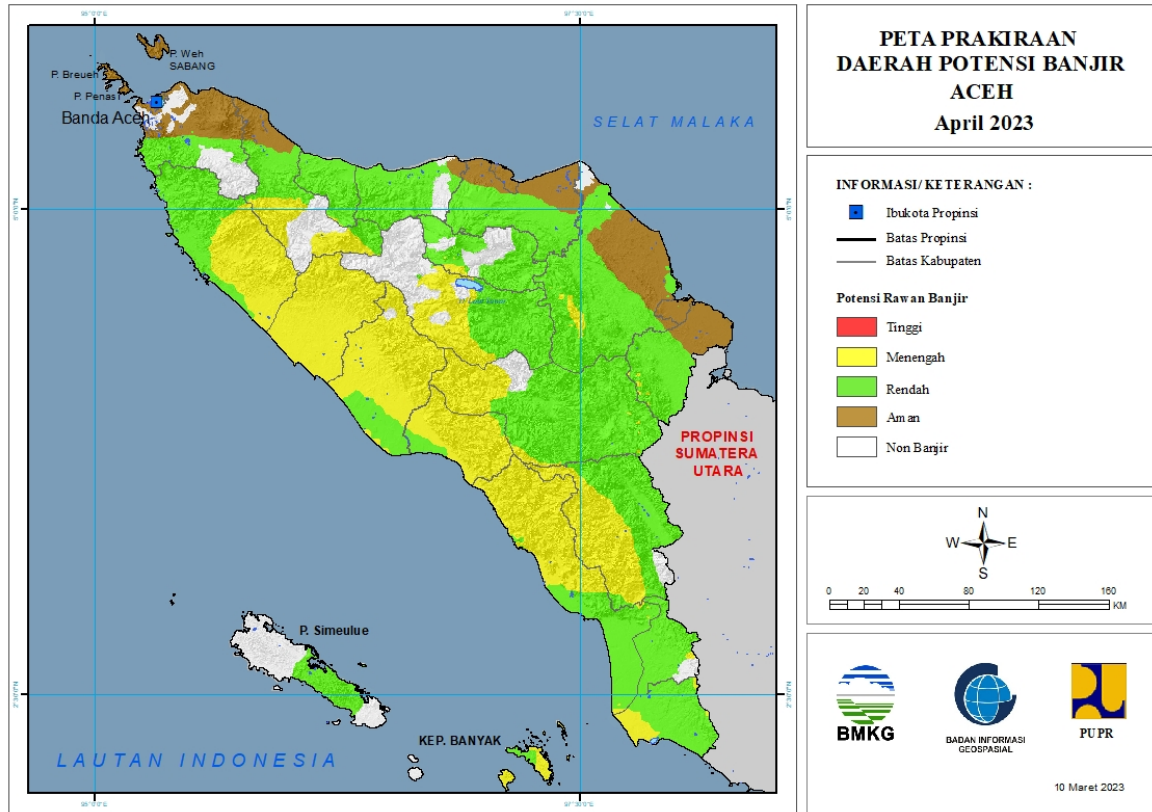 PETA PRAKIRAAN
DAERAH POTENSI BANJIR
ACEH
April 2023
INFORMASI/KETERANGAN :
Ibukota Propinsi
Batas Propinsi
Batas Kabupaten
Potensi Rawan Banjir
Tinggi
Menengah
Rendah
Aman
Non Banjir
N
W E
S
0 20 40 80 120 160
KM
BMKG
BADAN INFORMASI
GEOSPASIAL
PUPR
10 Maret 2023
P. Weh
SABANG
P. Breueh
P. Penasi
Banda Aceh
SELAT MALAKA
PROPINSI
SUMATERA
UTARA
P. Simeulue
KEP. BANYAK
LAUTAN INDONESIA